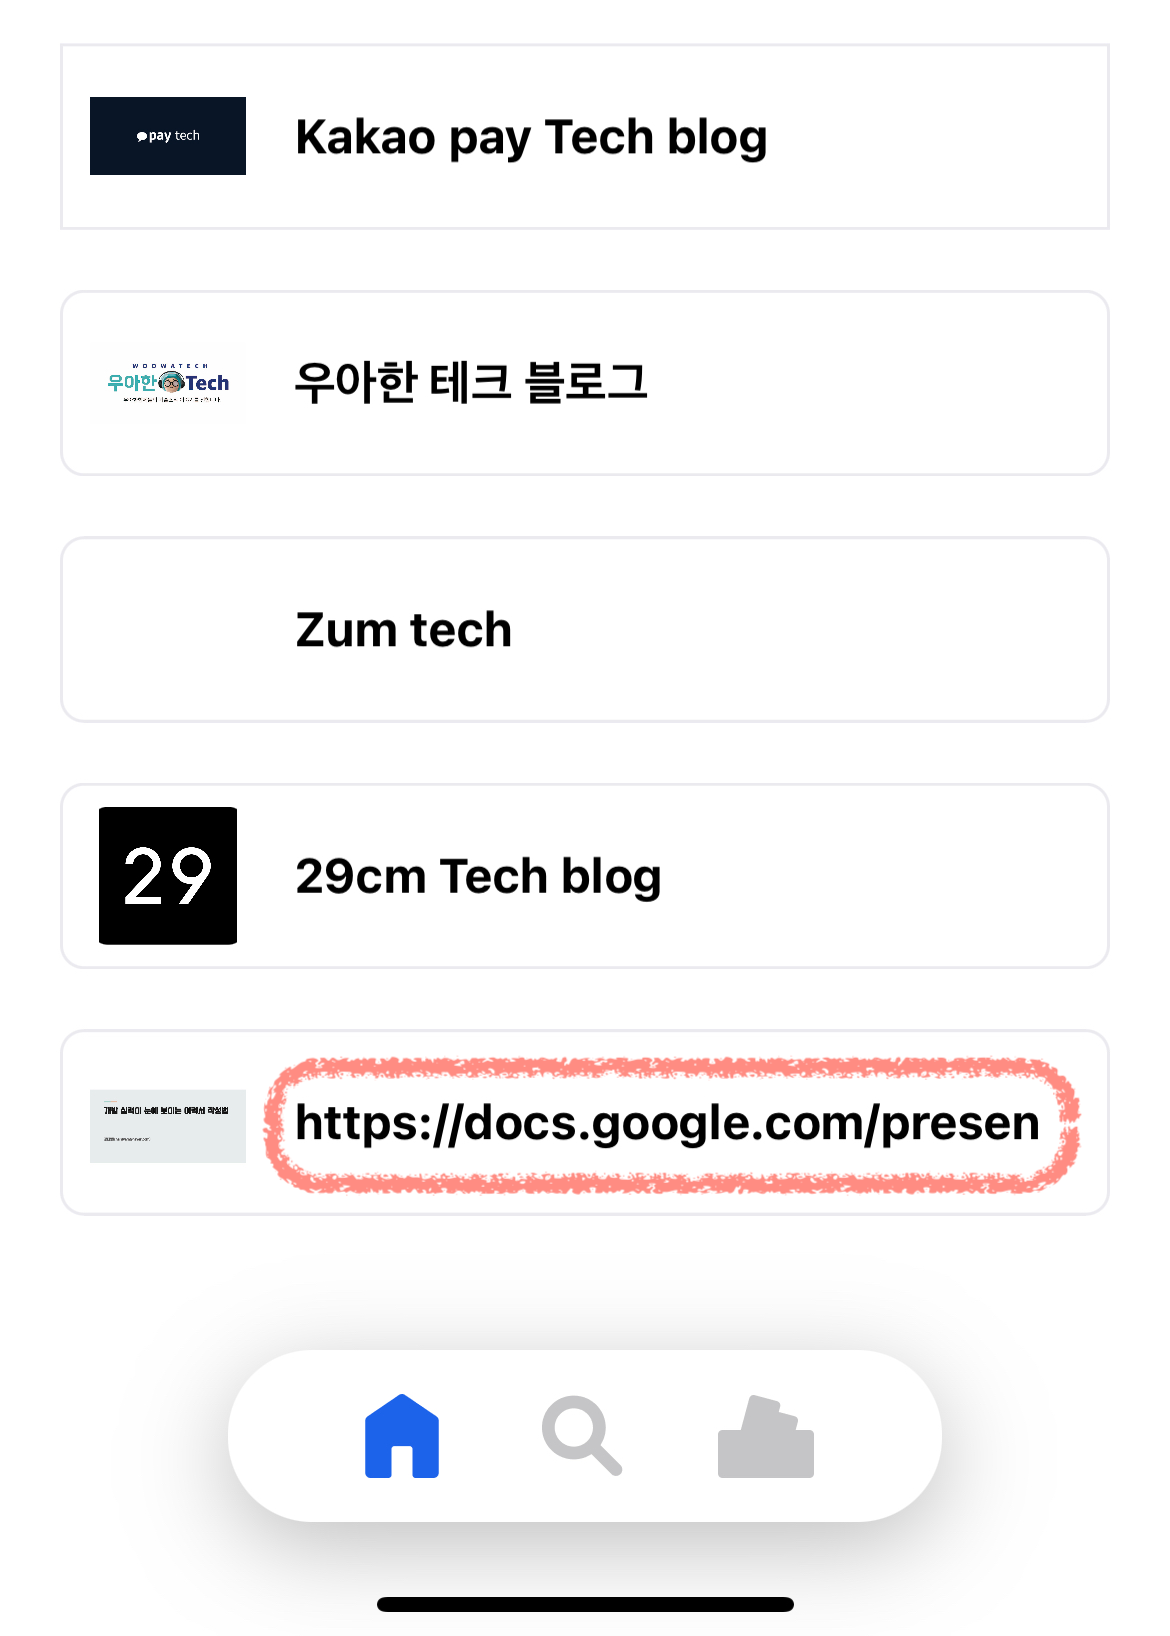 pay tech
Kakao pay Tech blog
WOOWATECH
우아한 Tech
우아한 테크 블로그
Zum tech
29
29cm Tech blog
개발 실력이 눈에 보이는 이력서 작성법
https://docs.google.com/presen